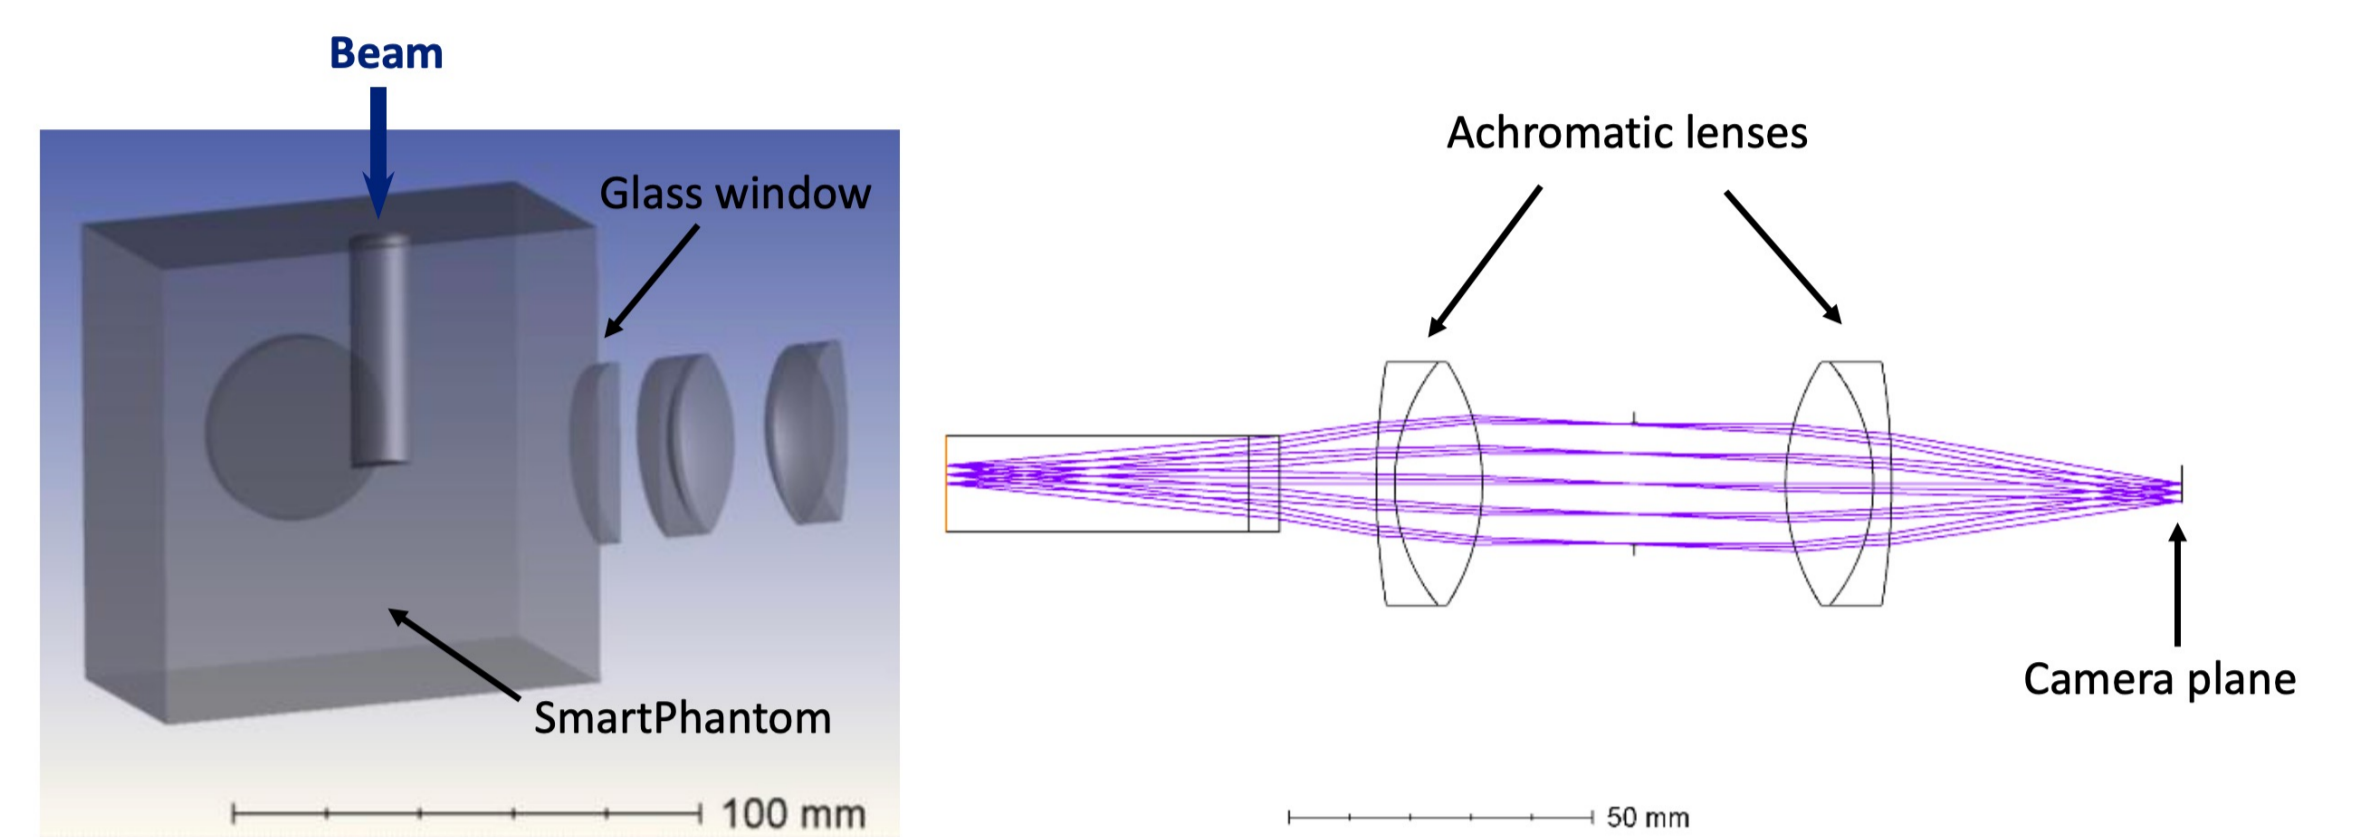 Beam
Glass window
SmartPhantom
100 mm
Achromatic lenses
Camera plane
50 mm